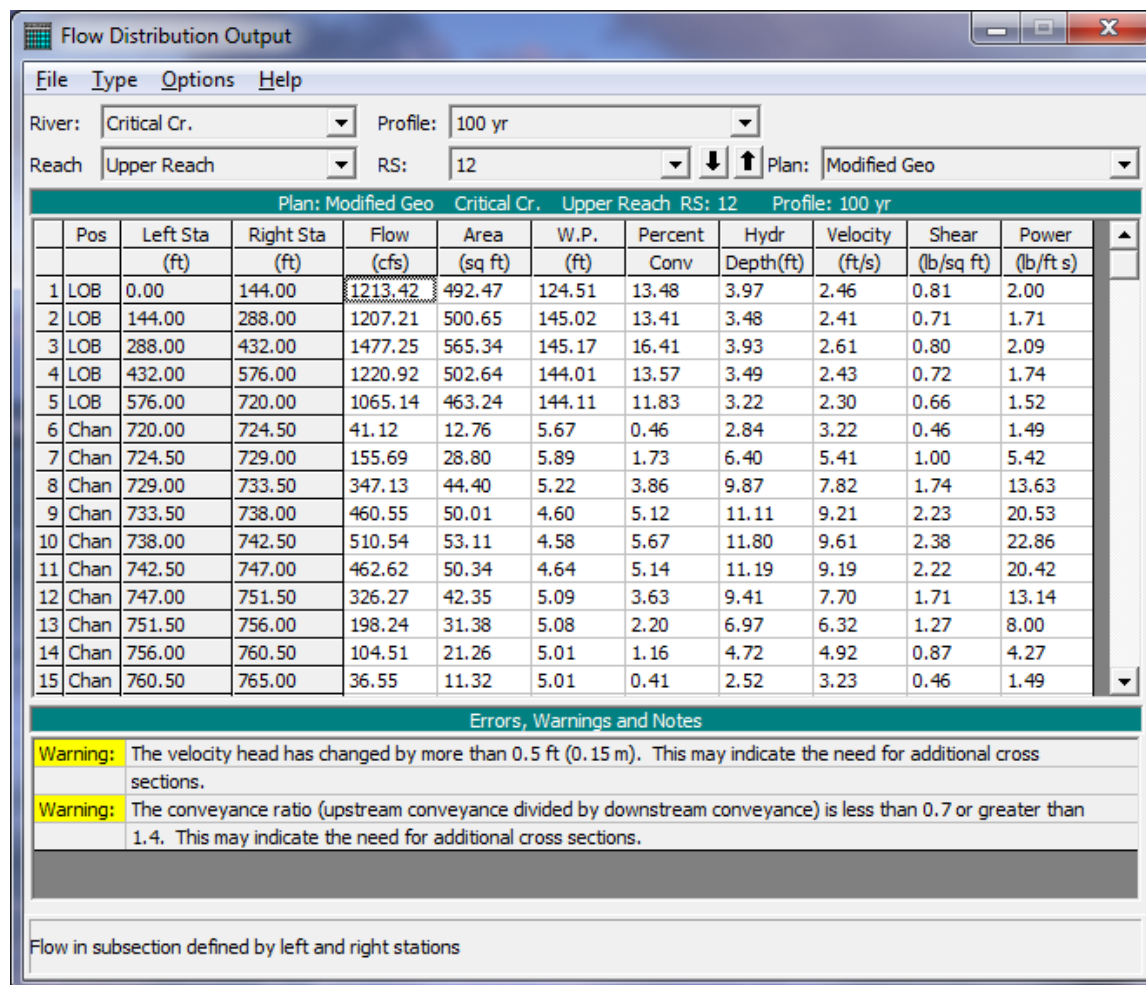 Flow Distribution Output
File Type Options Help
River: Critical Cr. Profile: 100 yr
Reach Upper Reach RS: 12 Plan: Modified Geo
Plan: Modified Geo Critical Cr. Upper Reach RS: 12 Profile: 100 yr
Pos Left Sta Right Sta Flow Area W.P. Percent Hydr Velocity Shear Power
(ft) (ft) (cfs) (sq ft) (ft) Conv Depth(ft) (ft/s) (lb/sq ft) (lb/ft s)
1 LOB 0.00 144.00 1213.42 492.47 124.51 13.48 3.97 2.46 0.81 2.00
2 LOB 144.00 288.00 1207.21 500.65 145.02 13.41 3.48 2.41 0.71 1.71
3 LOB 288.00 432.00 1477.25 565.34 145.17 16.41 3.93 2.61 0.80 2.09
4 LOB 432.00 576.00 1220.92 502.64 144.01 13.57 3.49 2.43 0.72 1.74
5 LOB 576.00 720.00 1065.14 463.24 144.11 11.83 3.22 2.30 0.66 1.52
6 Chan 720.00 724.50 41.12 12.76 5.67 0.46 2.84 3.22 0.46 1.49
7 Chan 724.50 729.00 155.69 28.80 5.89 1.73 6.40 5.41 1.00 5.42
8 Chan 729.00 733.50 347.13 44.40 5.22 3.86 9.87 7.82 1.74 13.63
9 Chan 733.50 738.00 460.55 50.01 4.60 5.12 11.11 9.21 2.23 20.53
10 Chan 738.00 742.50 510.54 53.11 4.58 5.67 11.80 9.61 2.38 22.86
11 Chan 742.50 747.00 462.62 50.34 4.64 5.14 11.19 9.19 2.22 20.42
12 Chan 747.00 751.50 326.27 42.35 5.09 3.63 9.41 7.70 1.71 13.14
13 Chan 751.50 756.00 198.24 31.38 5.08 2.20 6.97 6.32 1.27 8.00
14 Chan 756.00 760.50 104.51 21.26 5.01 1.16 4.72 4.92 0.87 4.27
15 Chan 760.50 765.00 36.55 11.32 5.01 0.41 2.52 3.23 0.46 1.49
Errors, Warnings and Notes
Warning: The velocity head has changed by more than 0.5 ft (0.15 m). This may indicate the need for additional cross
sections.
Warning: The conveyance ratio (upstream conveyance divided by downstream conveyance) is less than 0.7 or greater than
1.4. This may indicate the need for additional cross sections.
Flow in subsection defined by left and right stations